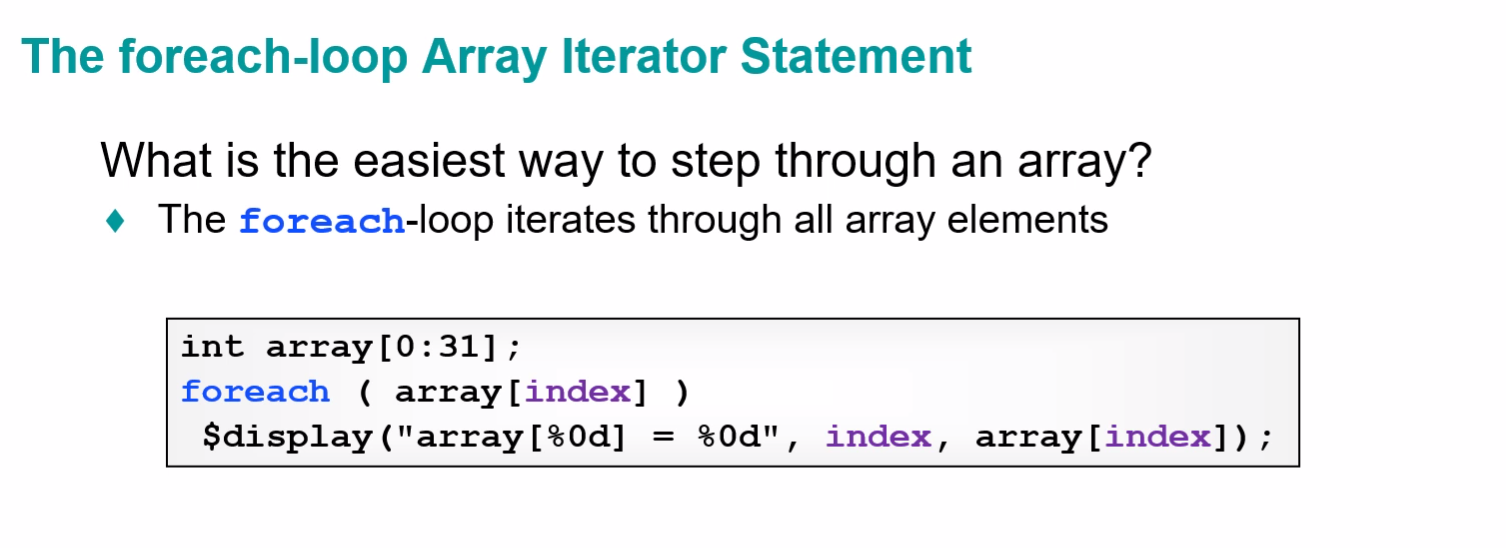 The foreach-loop Array Iterator Statement
What is the easiest way to step through an array?
♦ The foreach-loop iterates through all array elements
int array[0:31];
foreach ( array[index] )
$display("array[%0d] = %0d", index, array[index]);